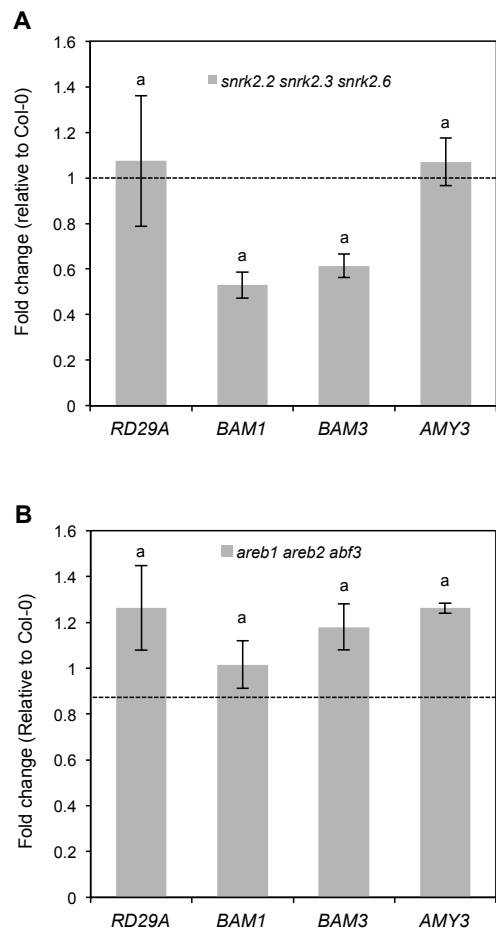 A
Fold change (relative to Col-0)
1.6
1.4
1.2
1
0.8
0.6
0.4
0.2
0
snrk2.2 snrk2.3 snrk2.6
a
a
a
a
RD29A BAM1 BAM3 AMY3
B
Fold change (Relative to Col-0)
1.6
1.4
1.2
1
0.8
0.6
0.4
0.2
0
areb1 areb2 abf3
a
a
a
a
RD29A BAM1 BAM3 AMY3